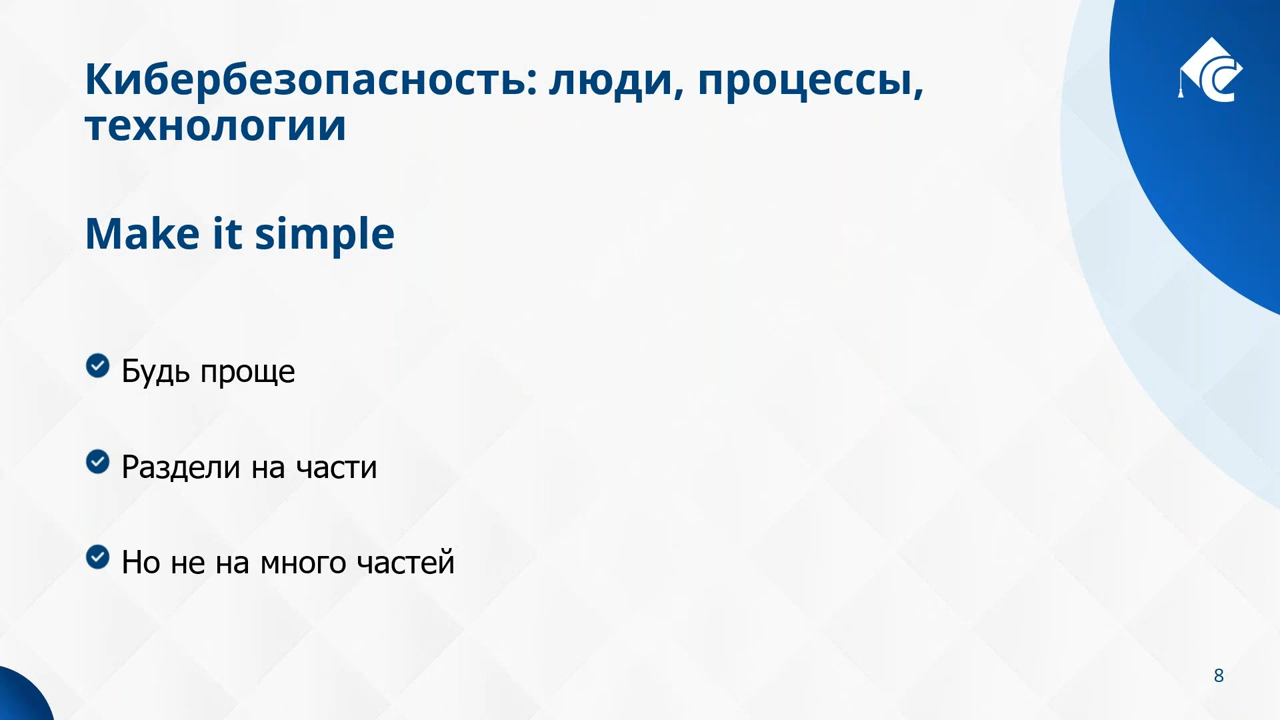 Кибербезопасность: люди, процессы,
технологии
Make it simple
Будь проще
Раздели на части
Но не на много частей
8